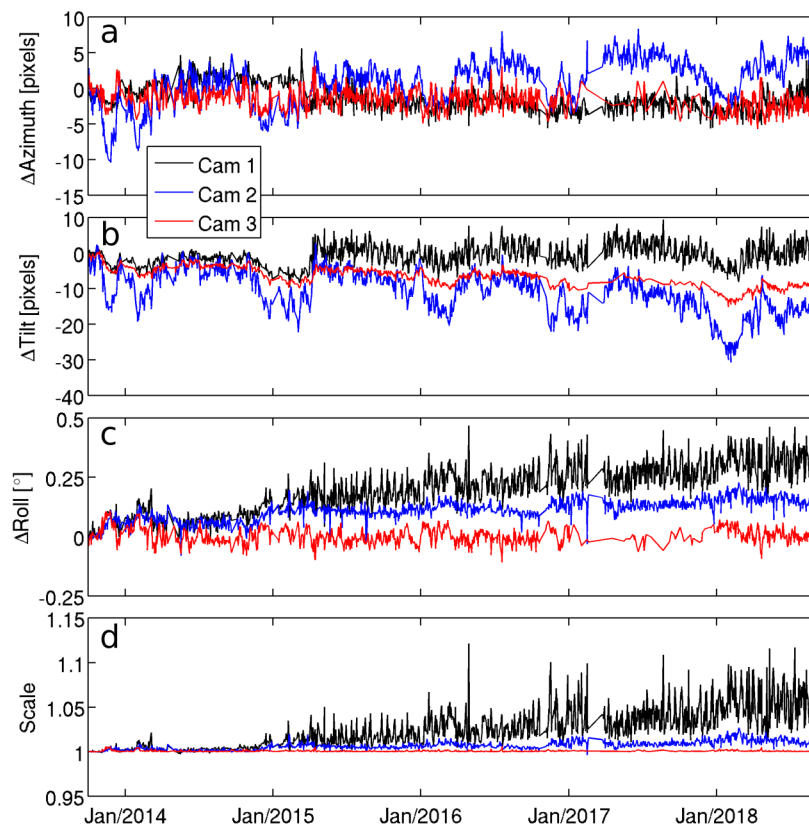 a
ΔAzimuth [pixels]
10
5
0
-5
-10
-15
Cam 1
Cam 2
Cam 3
b
ΔTilt [pixels]
10
0
-10
-20
-30
-40
c
ΔRoll [°]
0.5
0.25
0
-0.25
d
Scale
1.15
1.1
1.05
1
0.95
Jan/2014 Jan/2015 Jan/2016 Jan/2017 Jan/2018